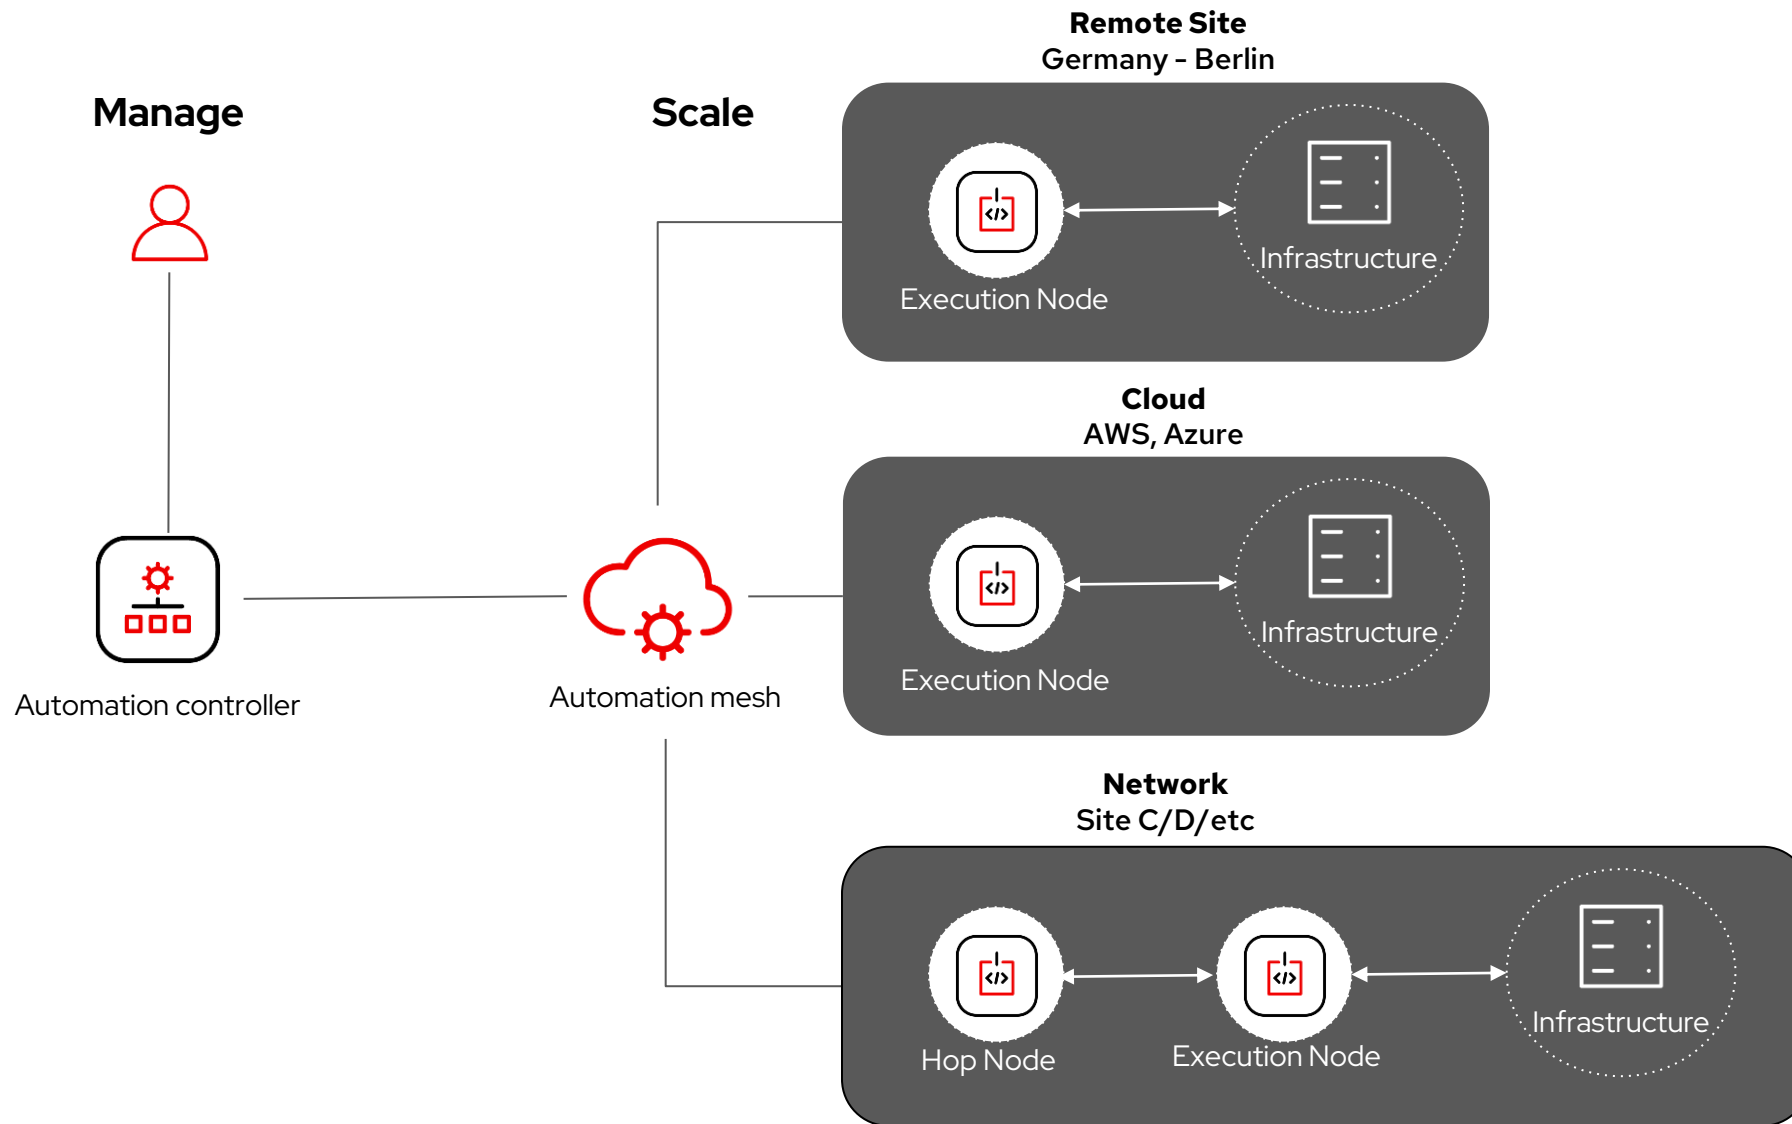 Manage
Scale
Automation controller
Automation mesh
Remote Site
Germany - Berlin
</>
Execution Node
Infrastructure
Cloud
AWS, Azure
</>
Execution Node
Infrastructure
Network
Site C/D/etc
</>
Hop Node
</>
Execution Node
Infrastructure